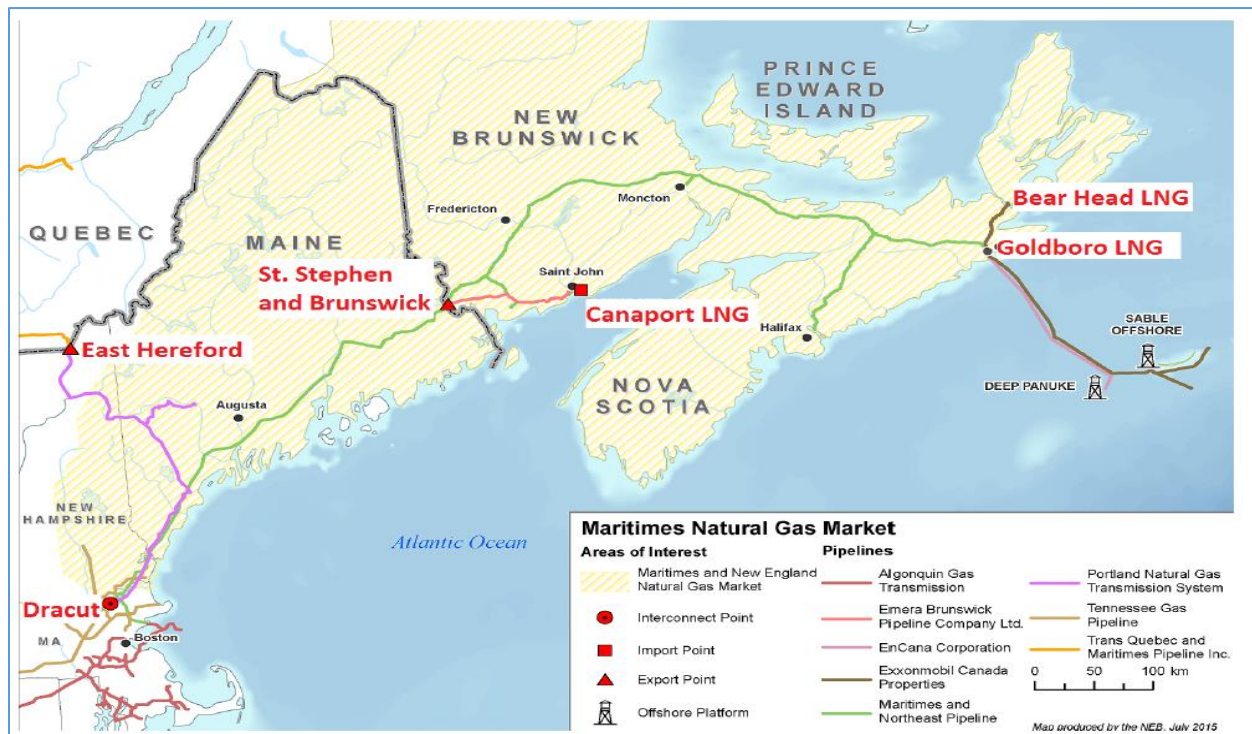 PRINCE
EDWARD
ISLAND
NEW
BRUNSWICK
Bear Head LNG
Moncton
Fredericton
QUEBEC
MAINE
Goldboro LNG
St. Stephen
and Brunswick
Saint John
Canaport LNG
SABLE
OFFSHORE
Halifax
East Hereford
DEEP PANUKE
NOVA
SCOTIA
Augusta
NEW
HAMPSHIRE
Atlantic Ocean
Dracut
MA
Boston
Maritimes Natural Gas Market
Areas of Interest
Maritimes and New England
Natural Gas Market
Interconnect Point
Import Point
Export Point
Offshore Platform
Pipelines
Algonquin Gas
Transmission
Emera Brunswick
Pipeline Company Ltd.
EnCana Corporation
Exxonmobil Canada
Properties
Maritimes and
Northeast Pipeline
Portland Natural Gas
Transmission System
Tennessee Gas
Pipeline
Trans Quebec and
Maritimes Pipeline Inc.
0 50 100 km
Map produced by the NEB, July 2015